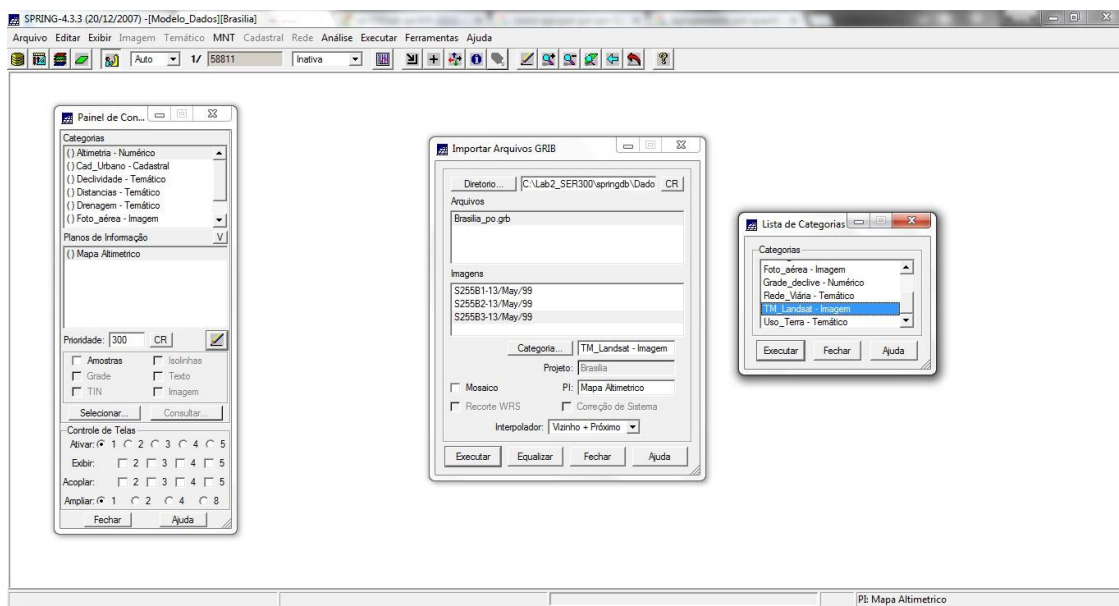 SPRING-4.3.3 (20/12/2007) -[Modelo_Dados][Brasilia]
Arquivo Editar Exibir Imagem Temático MNT Cadastral Rede Análise Executar Ferramentas Ajuda
Auto 1/ 58811 Inativa
Painel de Con...
Categorias
() Altimetria - Numérico
() Cad_Urbano - Cadastral
() Declividade - Temático
() Distancias - Temático
() Drenagem - Temático
() Foto_aérea - Imagem
Planos de Informação V
() Mapa Altimetrico
Prioridade: 300 CR
Amostras Isolinhas
Grade Texto
TIN Imagem
Selecionar... Consultar...
Controle de Telas
Ativar: 1 2 3 4 5
Exibir: 2 3 4 5
Acoplar: 2 3 4 5
Ampliar: 1 2 4 8
Fechar Ajuda
Importar Arquivos GRIB
Diretorio... C:\Lab2_SER300\springdb\Dado CR
Arquivos
Brasilia_po.grb
Imagens
S255B1-13/May/99
S255B2-13/May/99
S255B3-13/May/99
Categoria... TM_Landsat - Imagem
Projeto: Brasilia
Mosaico PI: Mapa Altimetrico
Recorte WRS Correção de Sistema
Interpolador: Vizinho + Próximo
Executar Equalizar Fechar Ajuda
Lista de Categorias
Categorias
Foto_aérea - Imagem
Grade_declive - Numérico
Rede_Viária - Temático
TM_Landsat - Imagem
Uso_Terra - Temático
Executar Fechar Ajuda
PI: Mapa Altimetrico